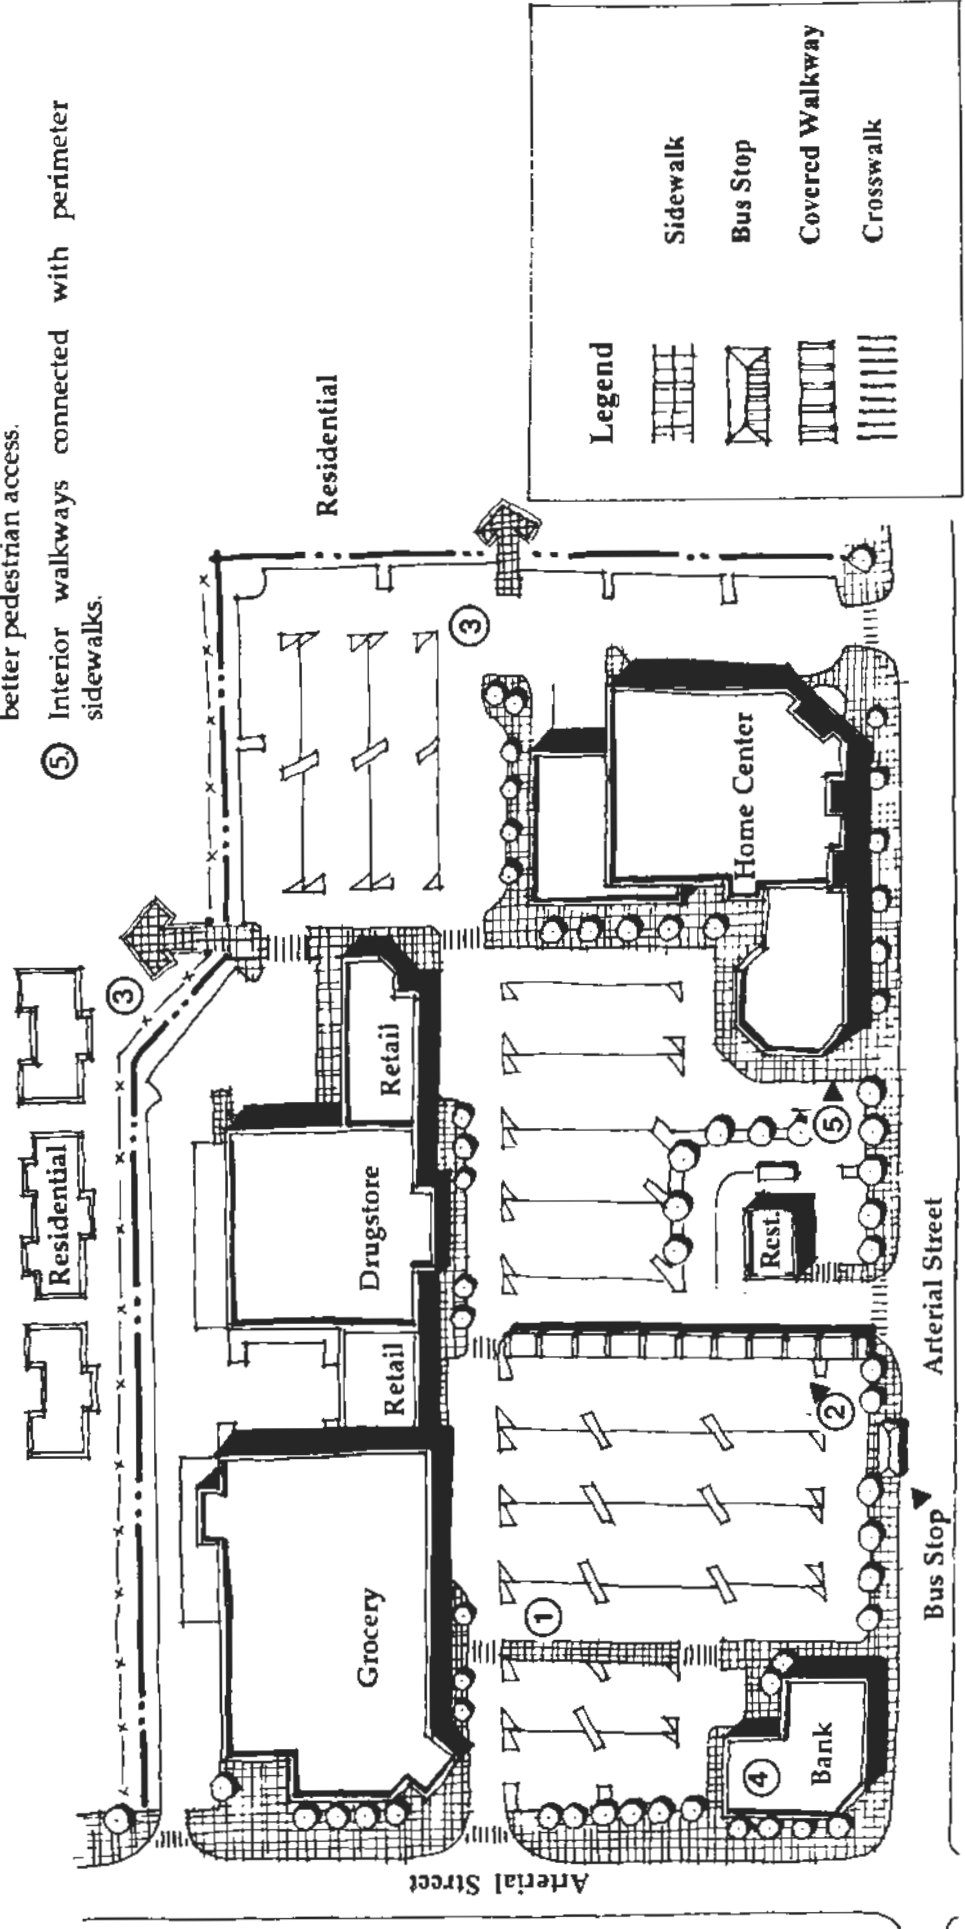 better pedestrian access.
5. Interior walkways connected with perimeter
sidewalks.
Residential
3
Residential
Legend
Sidewalk
Bus Stop
Covered Walkway
Crosswalk
3
Grocery
Retail
Drugstore
Retail
Home Center
1
2
5
Rest.
4
Bank
Bus Stop
Arterial Street
Arterial Street